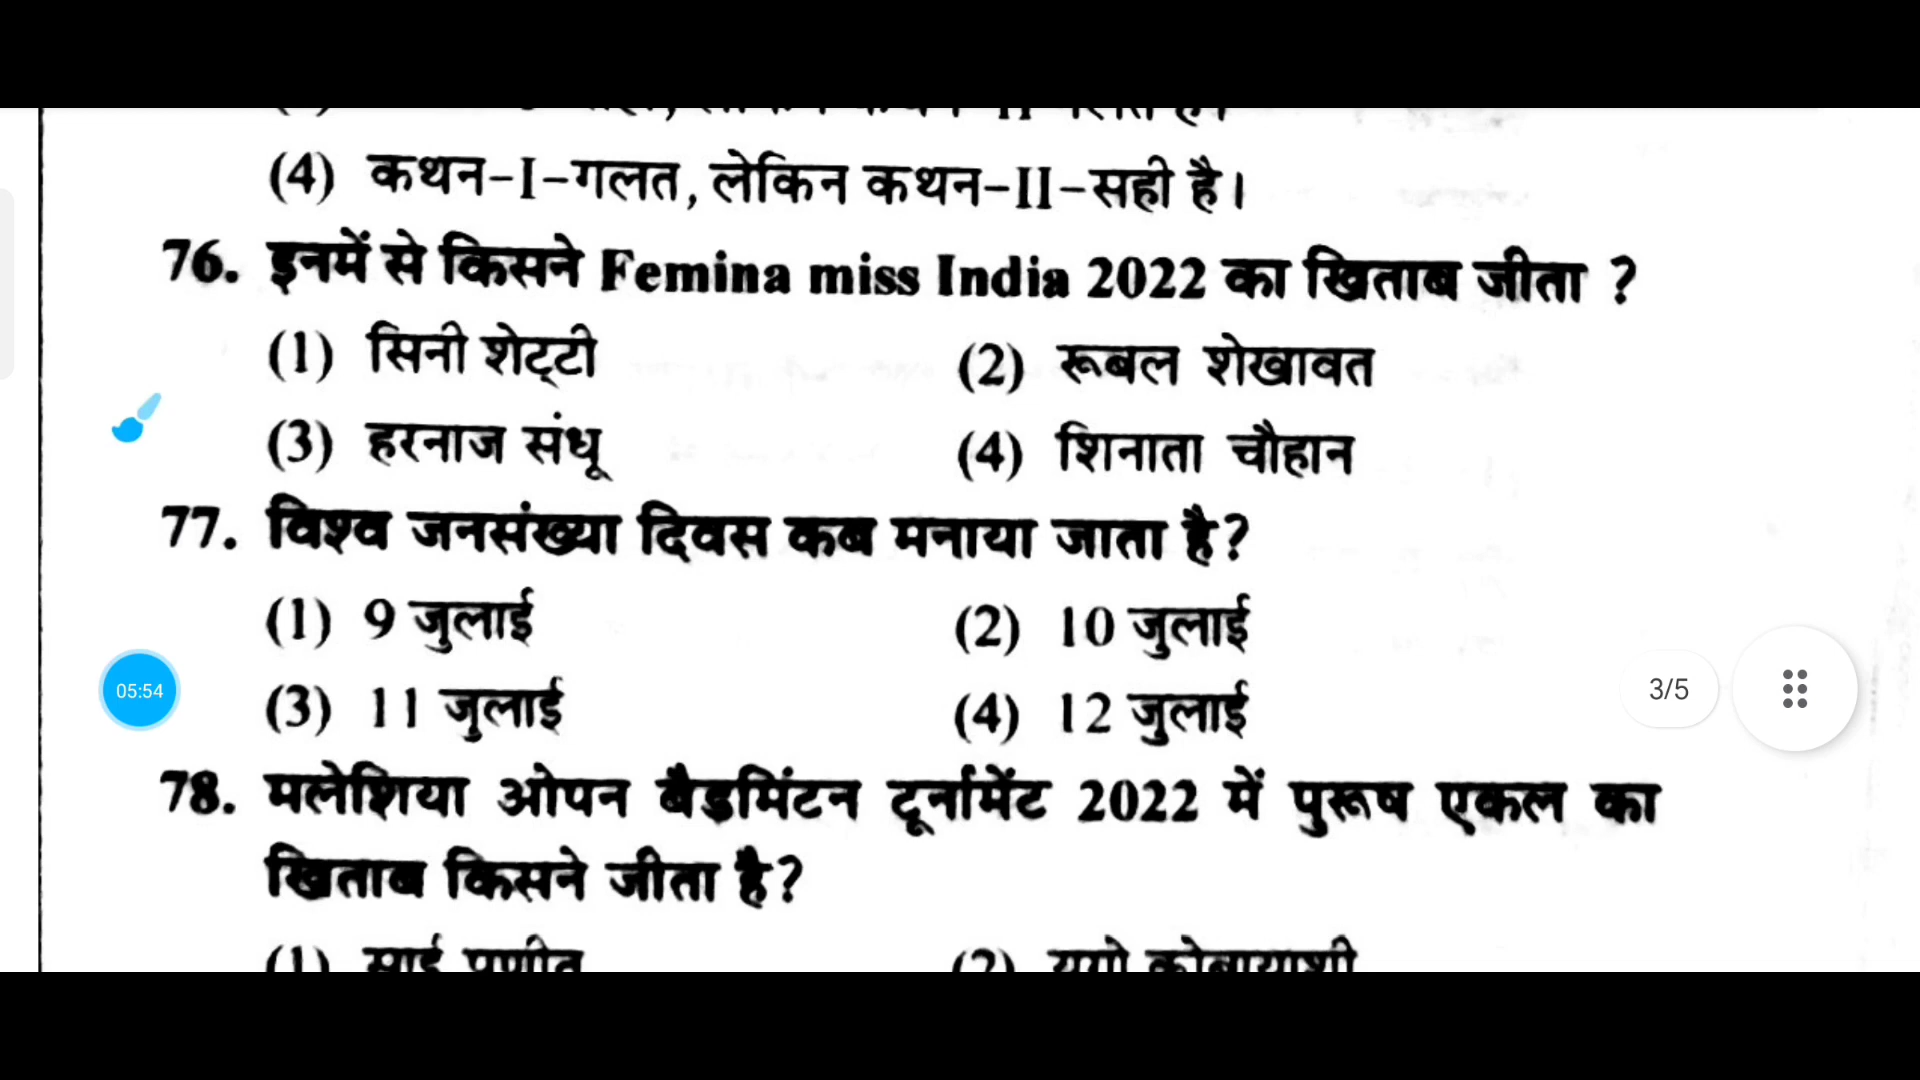 (4) कथन-I-गलत, लेकिन कथन-II-सही है।
76. इनमें से किसने Femina miss India 2022 का खिताब जीता ?
(1) सिनी शेट्टी (2) रूबल शेखावत
(3) हरनाज संधू (4) शिनाता चौहान
77. विश्व जनसंख्या दिवस कब मनाया जाता है?
(1) 9 जुलाई (2) 10 जुलाई
05:54
(3) 11 जुलाई (4) 12 जुलाई
3/5
78. मलेशिया ओपन बैडमिंटन टूर्नामेंट 2022 में पुरूष एकल का
खिताब किसने जीता है?